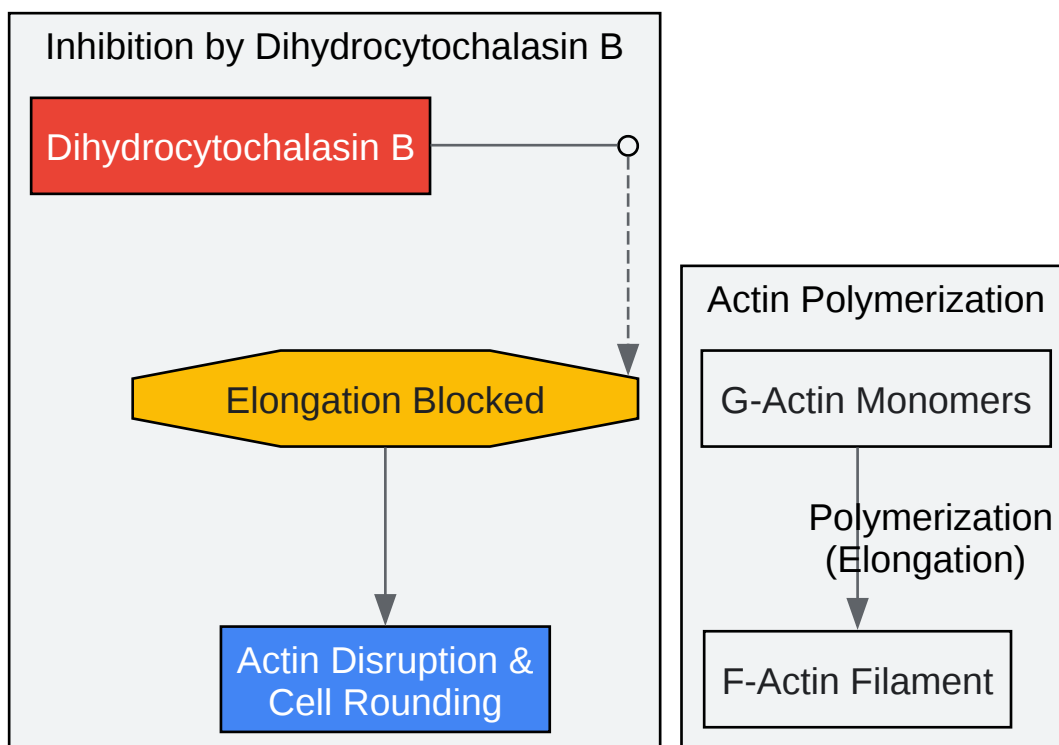 Inhibition by Dihydrocytochalasin B
Dihydrocytochalasin B
Elongation Blocked
Actin Disruption &
Cell Rounding
Actin Polymerization
G-Actin Monomers
Polymerization
(Elongation)
F-Actin Filament